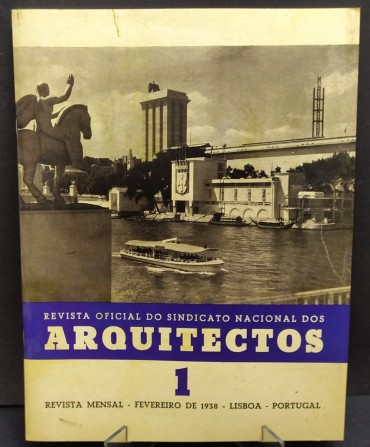 REVISTA OFICIAL DO SINDICATO NACIONAL DOS
ARQUITECTOS
1
REVISTA MENSAL - FEVEREIRO DE 1938 - LISBOA - PORTUGAL